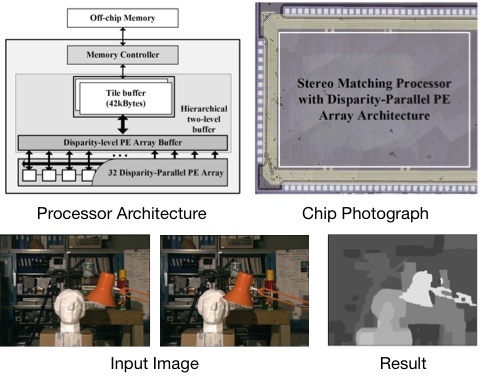 Off-chip Memory
Memory Controller
Tile buffer
(42kBytes)
Hierarchical
two-level
buffer
Disparity-level PE Array Buffer
32 Disparity-Parallel PE Array
Stereo Matching Processor
with Disparity-Parallel PE
Array Architecture
Processor Architecture
Chip Photograph
Input Image
Result